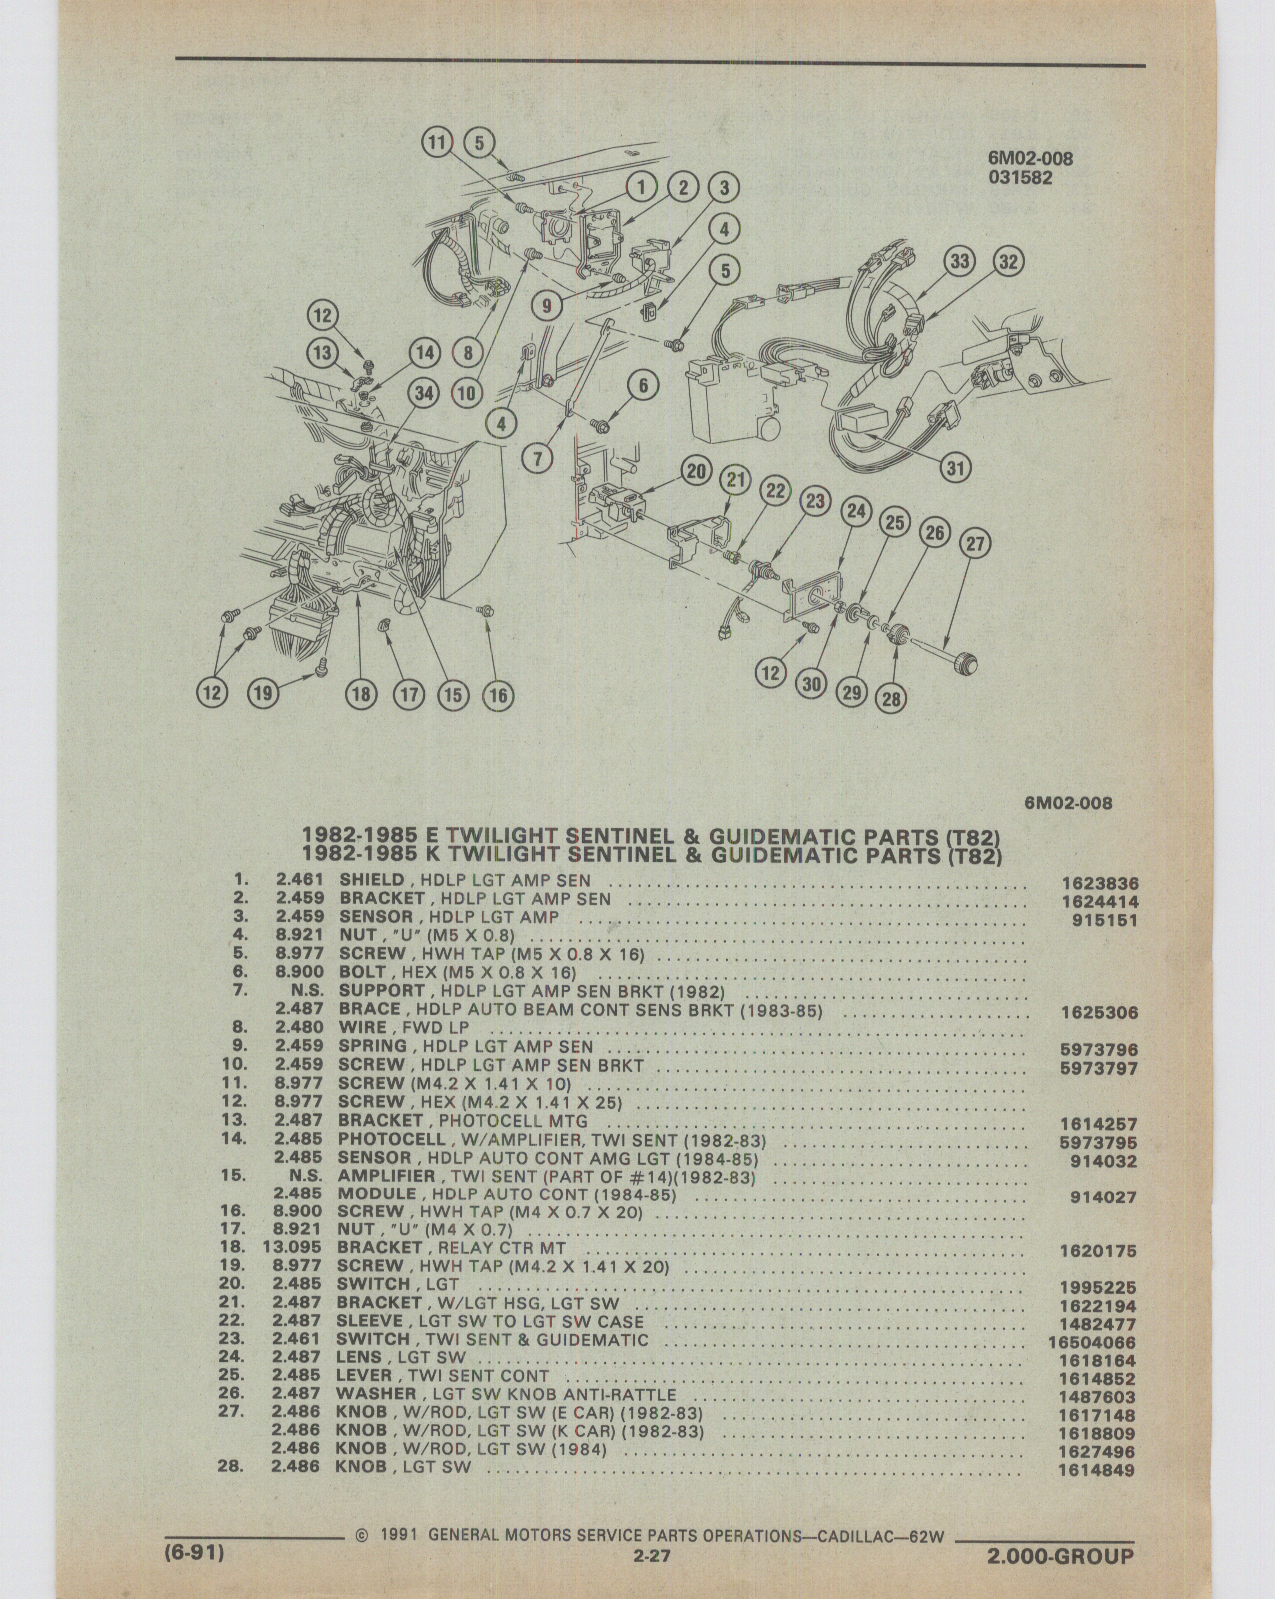 6M02-008
031582
11 5
1 2 3
4
5
33 32
12
9
13 14 8
34 10 6
4
7
31
20 21 22 23 24 25 26 27
12 30 29 28
12 19 18 17 15 16
6M02-008
1982-1985 E TWILIGHT SENTINEL & GUIDEMATIC PARTS (T82)
1982-1985 K TWILIGHT SENTINEL & GUIDEMATIC PARTS (T82)
1. 2.461 SHIELD , HDLP LGT AMP SEN 1623836
2. 2.459 BRACKET , HDLP LGT AMP SEN 1624414
3. 2.459 SENSOR , HDLP LGT AMP 915151
4. 8.921 NUT , "U" (M5 X 0.8)
5. 8.977 SCREW , HWH TAP (M5 X 0.8 X 16)
6. 8.900 BOLT , HEX (M5 X 0.8 X 16)
7. N.S. SUPPORT , HDLP LGT AMP SEN BRKT (1982)
2.487 BRACE , HDLP AUTO BEAM CONT SENS BRKT (1983-85) 1625306
8. 2.480 WIRE , FWD LP
9. 2.459 SPRING , HDLP LGT AMP SEN 5973796
10. 2.459 SCREW , HDLP LGT AMP SEN BRKT 5973797
11. 8.977 SCREW (M4.2 X 1.41 X 10)
12. 8.977 SCREW , HEX (M4.2 X 1.41 X 25)
13. 2.487 BRACKET , PHOTOCELL MTG 1614257
14. 2.485 PHOTOCELL , W/AMPLIFIER, TWI SENT (1982-83) 5973795
2.485 SENSOR , HDLP AUTO CONT AMG LGT (1984-85) 914032
15. N.S. AMPLIFIER , TWI SENT (PART OF #14)(1982-83)
2.485 MODULE , HDLP AUTO CONT (1984-85) 914027
16. 8.900 SCREW , HWH TAP (M4 X 0.7 X 20)
17. 8.921 NUT , "U" (M4 X 0.7)
18. 13.095 BRACKET , RELAY CTR MT 1620175
19. 8.977 SCREW , HWH TAP (M4.2 X 1.41 X 20)
20. 2.485 SWITCH , LGT 1995225
21. 2.487 BRACKET , W/LGT HSG, LGT SW 1622194
22. 2.487 SLEEVE , LGT SW TO LGT SW CASE 1482477
23. 2.461 SWITCH , TWI SENT & GUIDEMATIC 16504066
24. 2.487 LENS , LGT SW 1618164
25. 2.485 LEVER , TWI SENT CONT 1614852
26. 2.487 WASHER , LGT SW KNOB ANTI-RATTLE 1487603
27. 2.486 KNOB , W/ROD, LGT SW (E CAR) (1982-83) 1617148
2.486 KNOB , W/ROD, LGT SW (K CAR) (1982-83) 1618809
2.486 KNOB , W/ROD, LGT SW (1984) 1627496
28. 2.486 KNOB , LGT SW 1614849
© 1991 GENERAL MOTORS SERVICE PARTS OPERATIONS—CADILLAC—62W
(6-91) 2-27 2.000-GROUP